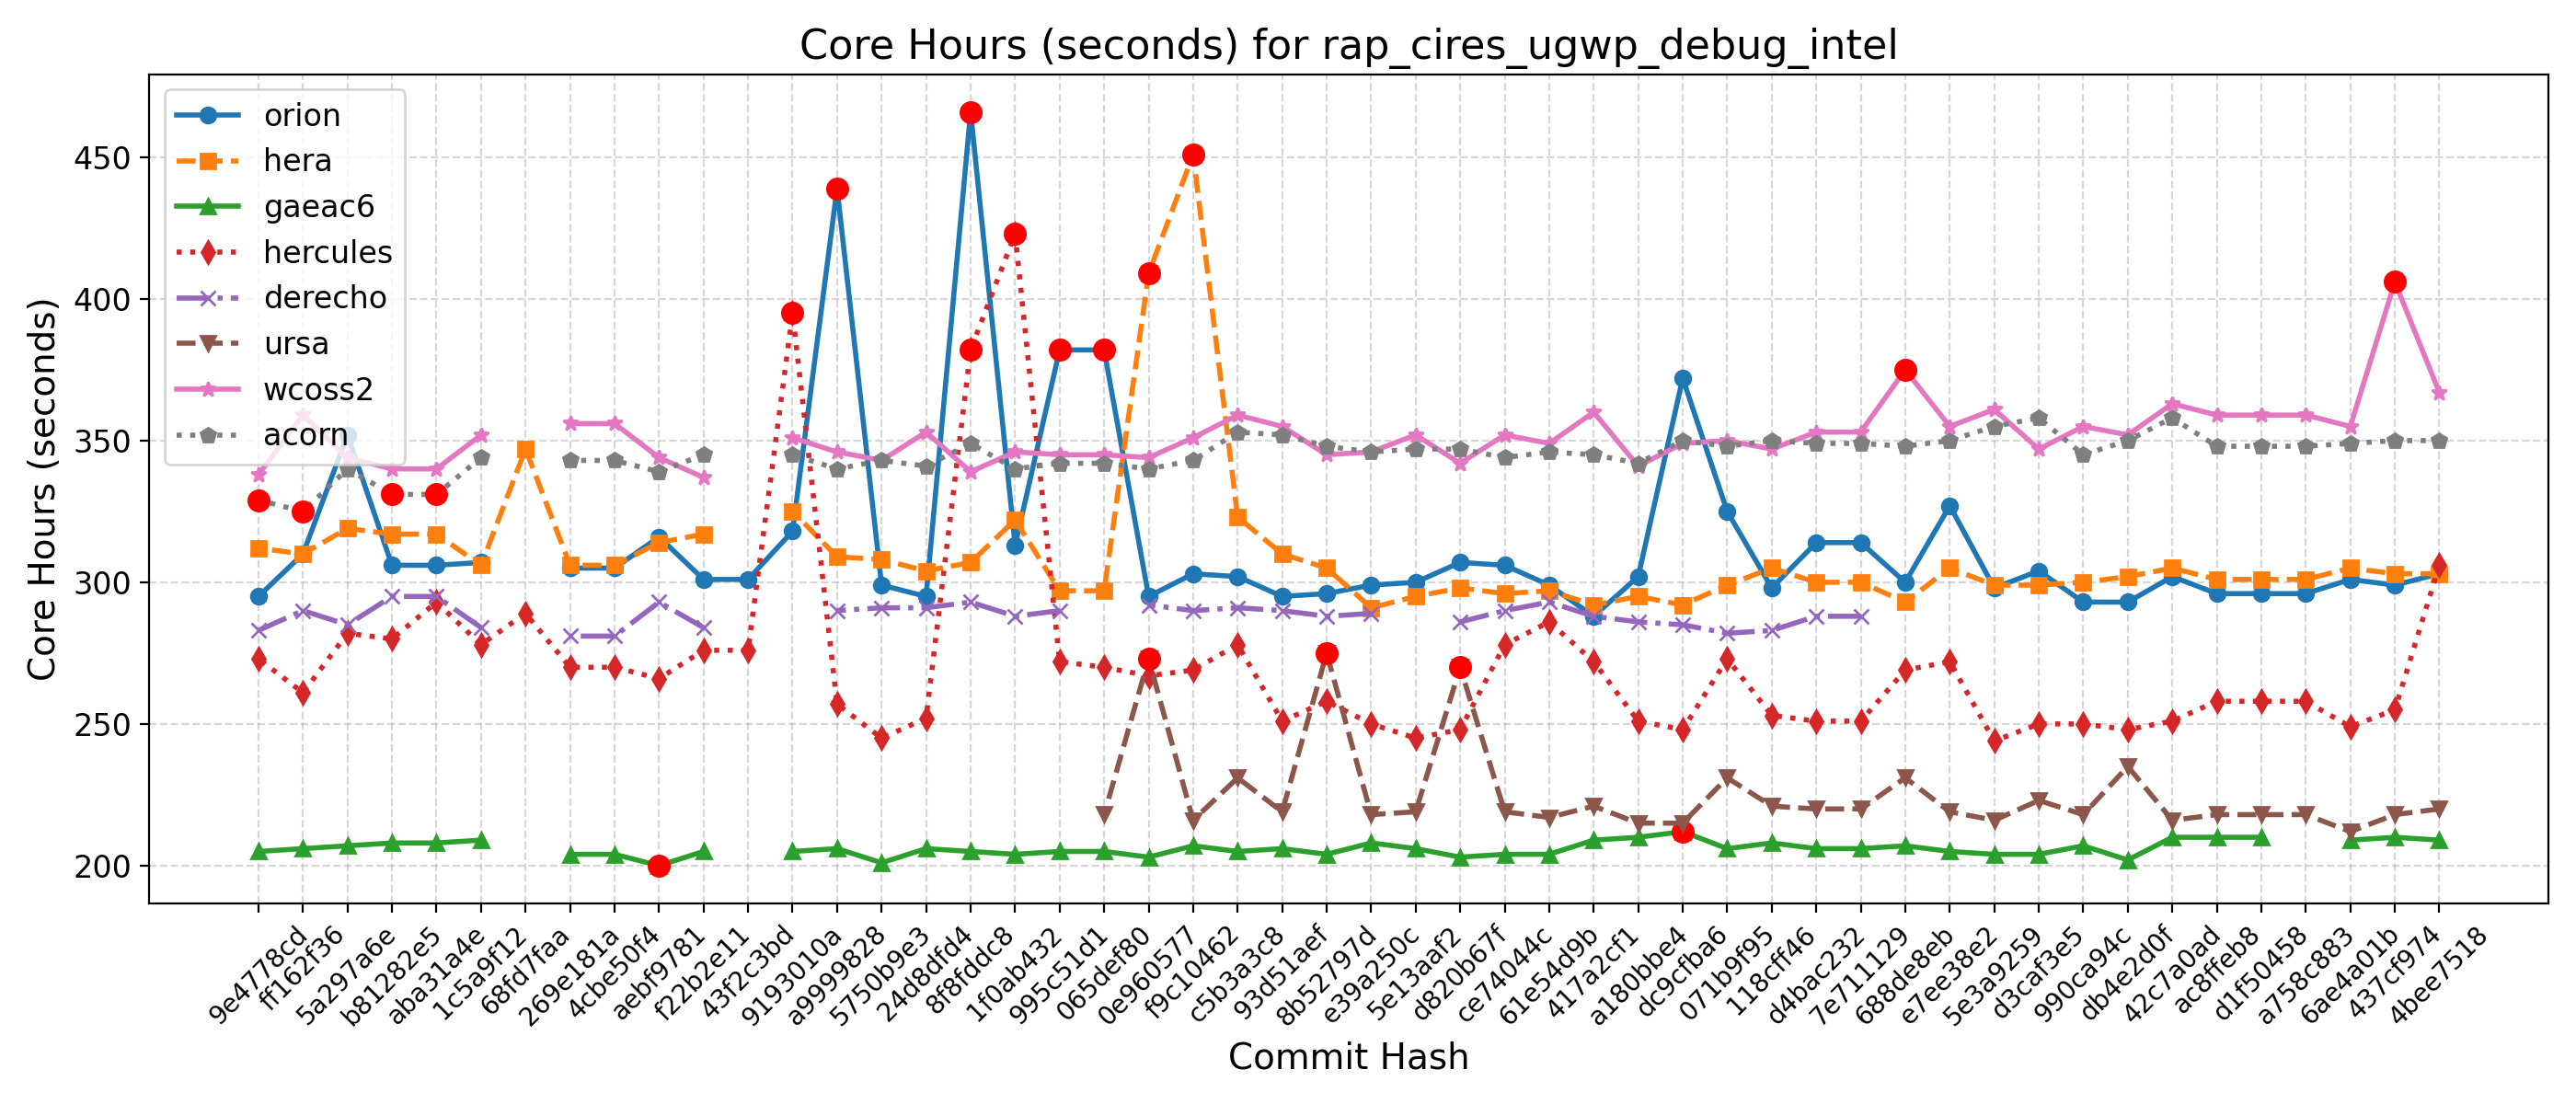 Core Hours (seconds) for rap_cires_ugwp_debug_intel
orion
hera
gaeac6
hercules
derecho
ursa
wcoss2
acorn
Core Hours (seconds)
450
400
350
300
250
200
9e4778cd
ff162f36
5a297a6e
b81282e5
aba31a4e
1c5a9f12
68fd7faa
269e181a
4cbe50f4
aebf9781
f22b2e11
43f2c3bd
9193010a
a9999828
5750b9e3
24d8dfd4
8f8fddc8
1f0ab432
995c51d1
065def80
0e960577
f9c10462
c5b3a3c8
93d51aef
8b52797d
e39a250c
5e13aaf2
d820b67f
ce74044c
61e54d9b
417a2cf1
a180bbe4
dc9cfba6
071b9f95
118cff46
d4bac232
7e711129
688de8eb
e7ee38e2
5e3a9259
d3caf3e5
990ca94c
db4e2d0f
42c7a0ad
ac8ffeb8
d1f50458
a758c883
6ae4a01b
437cf974
4bee7518
Commit Hash